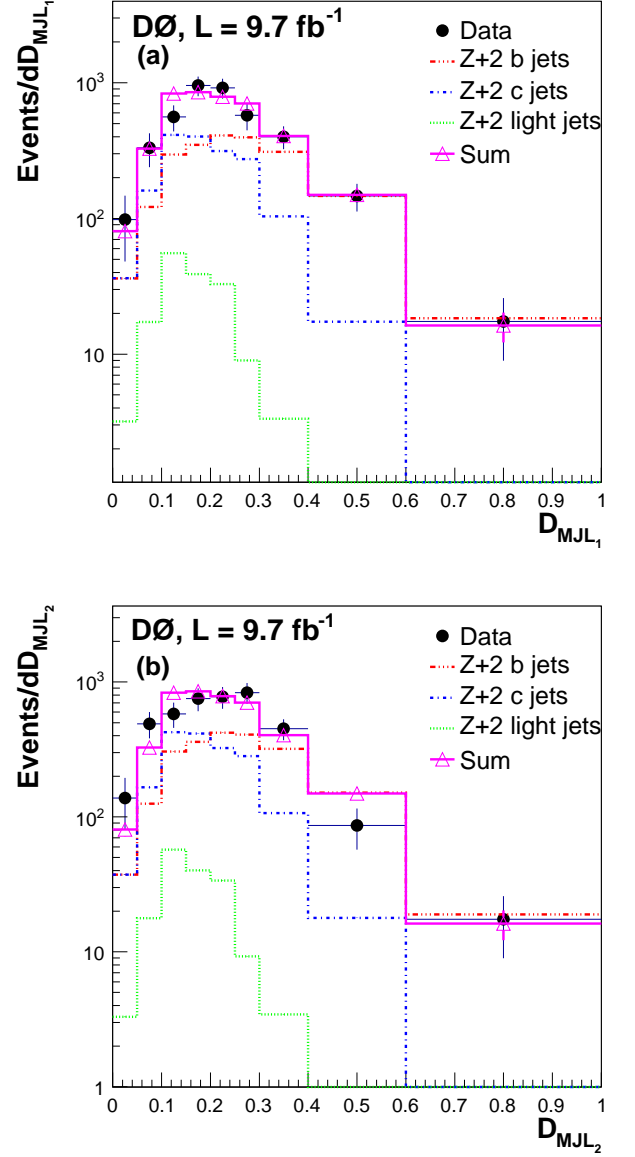 DØ, L = 9.7 fb⁻¹
(a)
Data
Z+2 b jets
Z+2 c jets
Z+2 light jets
Sum
Events/dD_MJL₁
10³
10²
10
0 0.1 0.2 0.3 0.4 0.5 0.6 0.7 0.8 0.9 1
D_MJL₁
DØ, L = 9.7 fb⁻¹
(b)
Data
Z+2 b jets
Z+2 c jets
Z+2 light jets
Sum
Events/dD_MJL₂
10³
10²
10
1
0 0.1 0.2 0.3 0.4 0.5 0.6 0.7 0.8 0.9 1
D_MJL₂